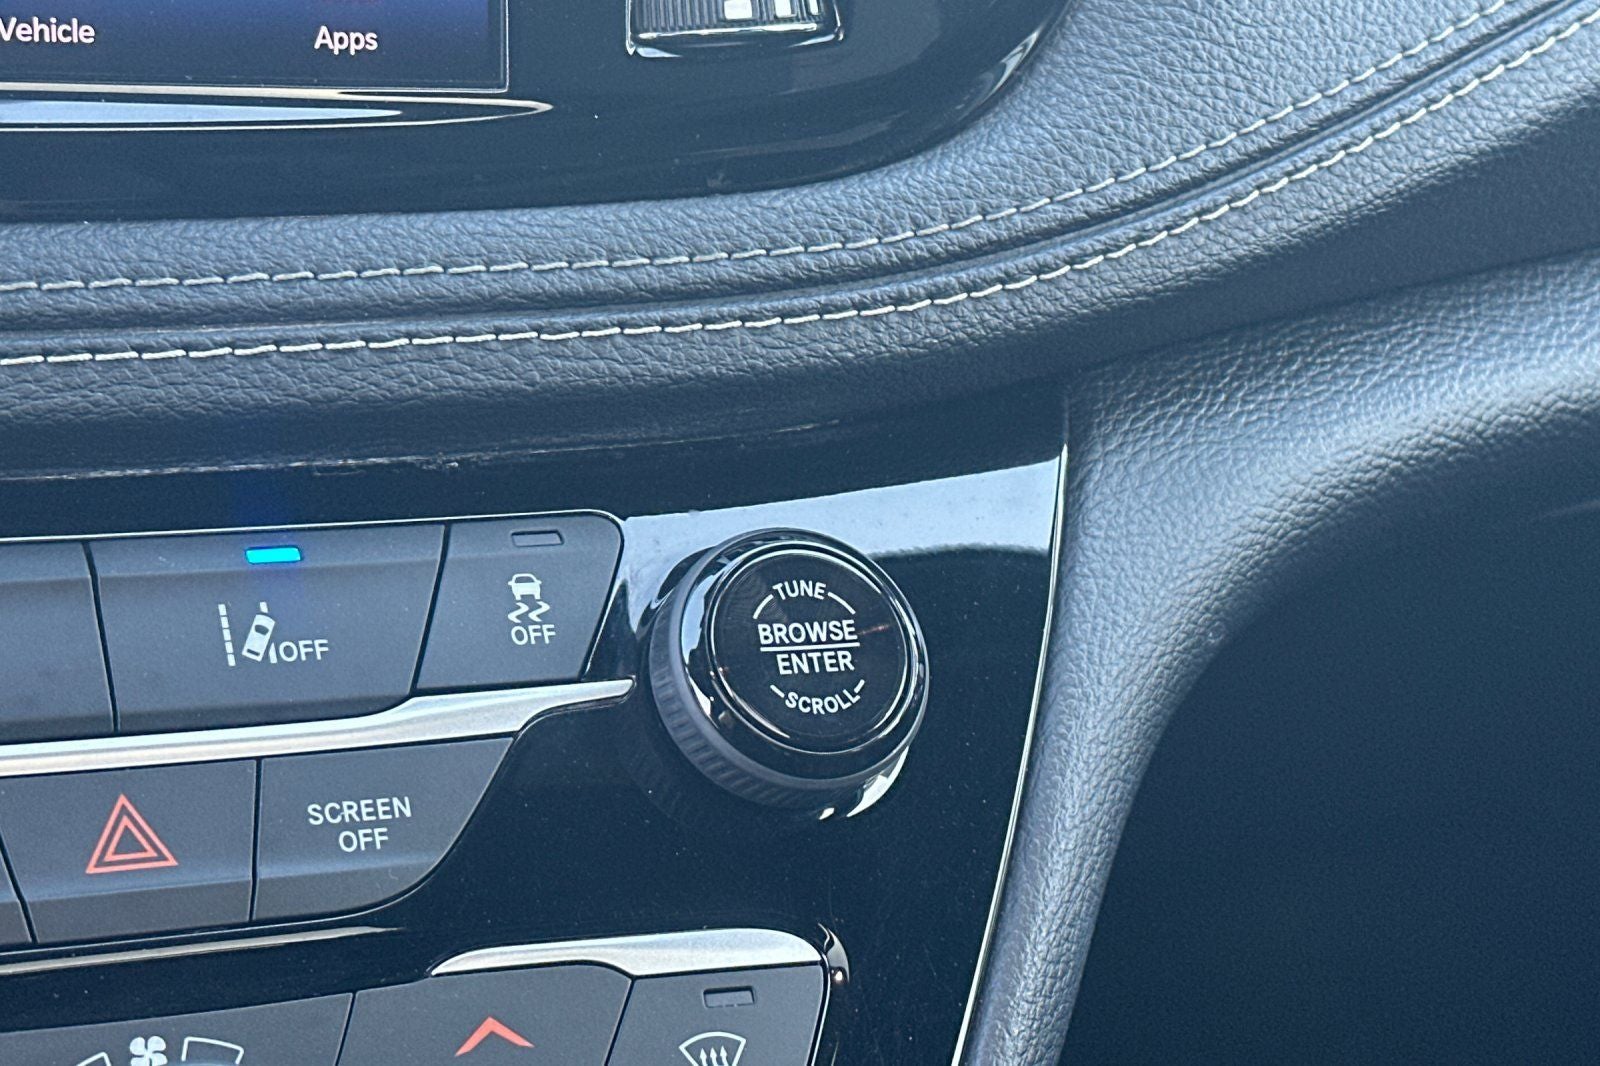 Vehicle
Apps
OFF
OFF
TUNE
BROWSE
ENTER
SCROLL
SCREEN
OFF